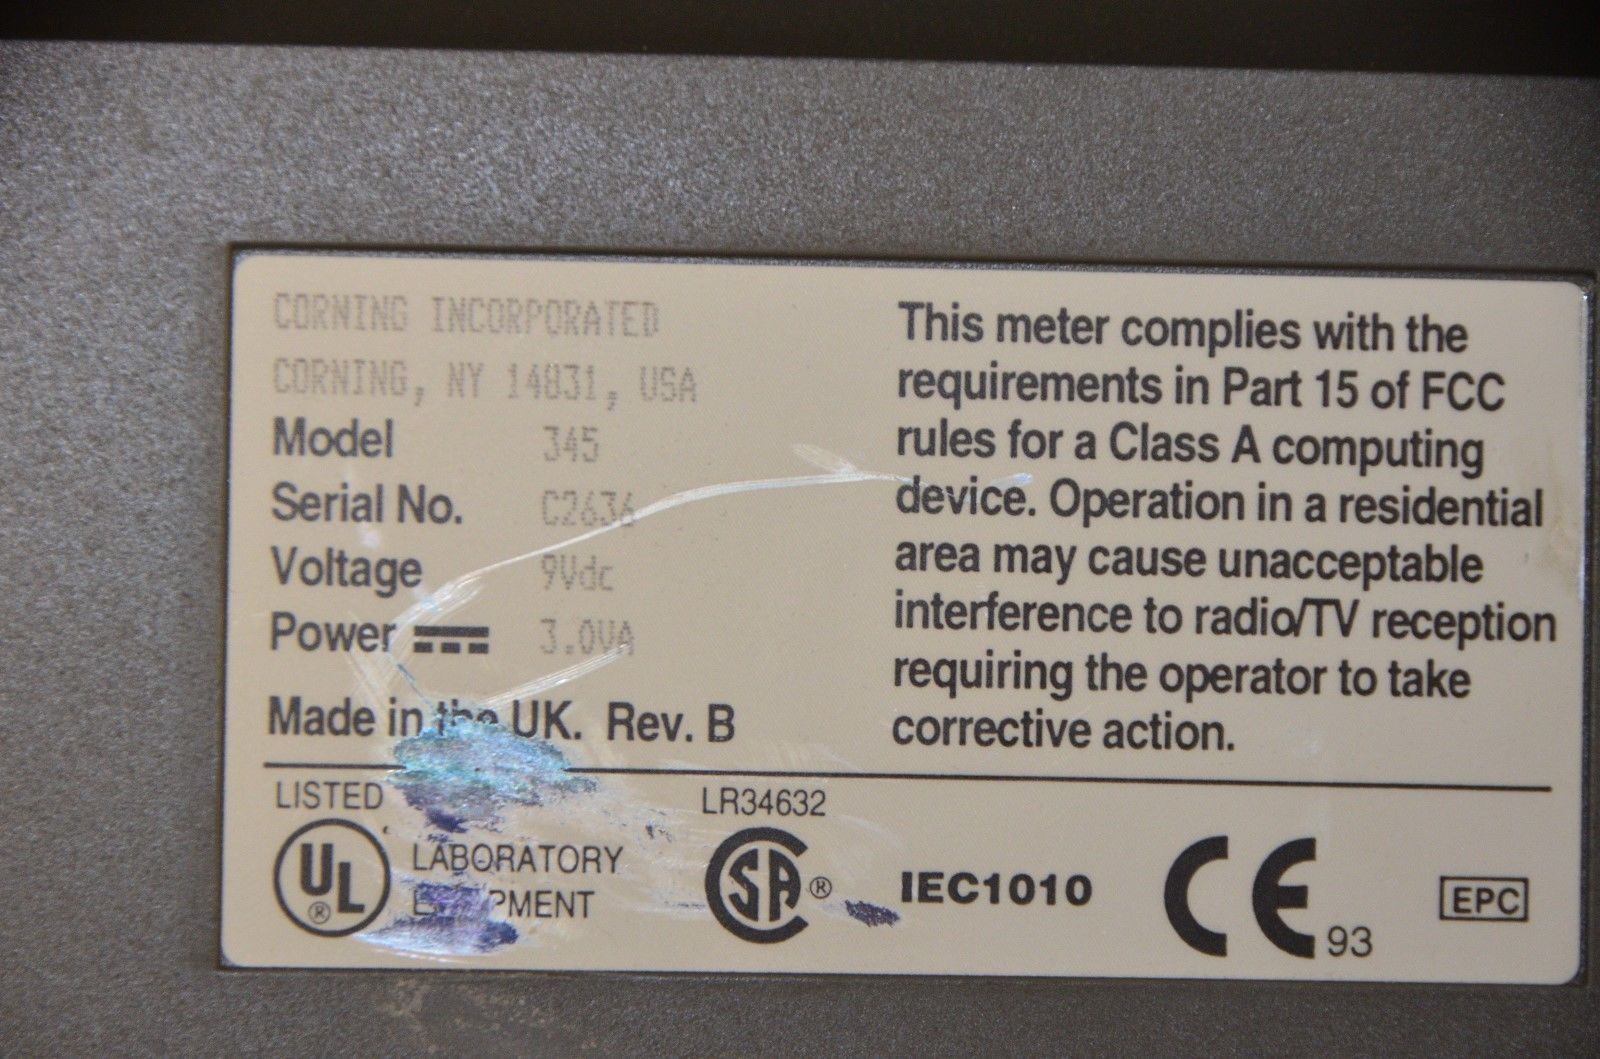 CORNING INCORPORATED
CORNING, NY 14831, USA
Model 345
Serial No. C2636
Voltage 9Vdc
Power 3.0VA
Made in the UK. Rev. B
This meter complies with the
requirements in Part 15 of FCC
rules for a Class A computing
device. Operation in a residential
area may cause unacceptable
interference to radio/TV reception
requiring the operator to take
corrective action.
LISTED
UL ®
LABORATORY
EQUIPMENT
LR34632
SA ®
IEC1010
CE 93
EPC